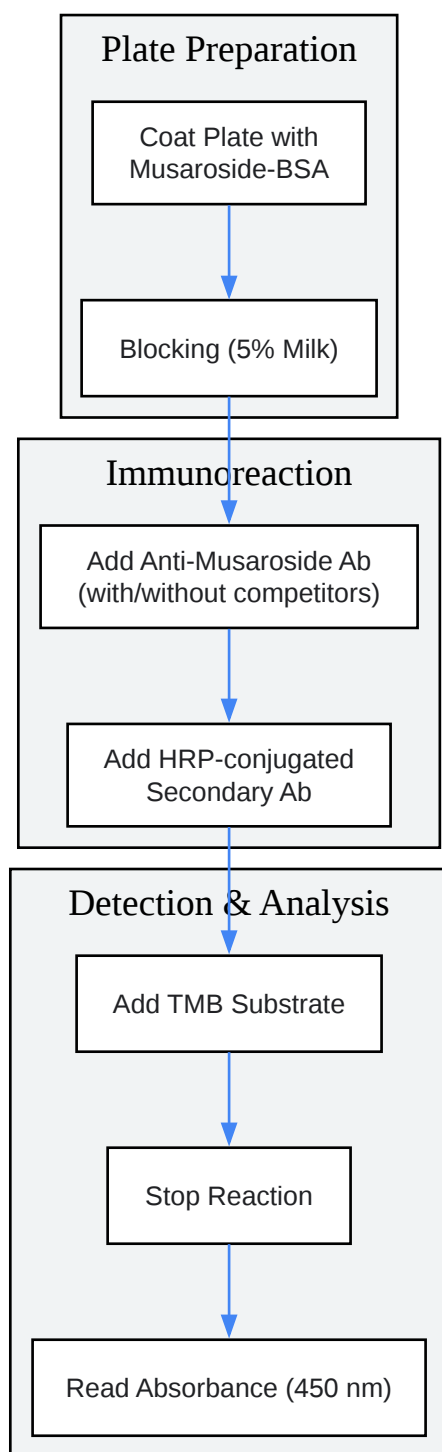 Plate Preparation
Coat Plate with
Musaroside-BSA
Blocking (5% Milk)
Immunoreaction
Add Anti-Musaroside Ab
(with/without competitors)
Add HRP-conjugated
Secondary Ab
Detection & Analysis
Add TMB Substrate
Stop Reaction
Read Absorbance (450 nm)